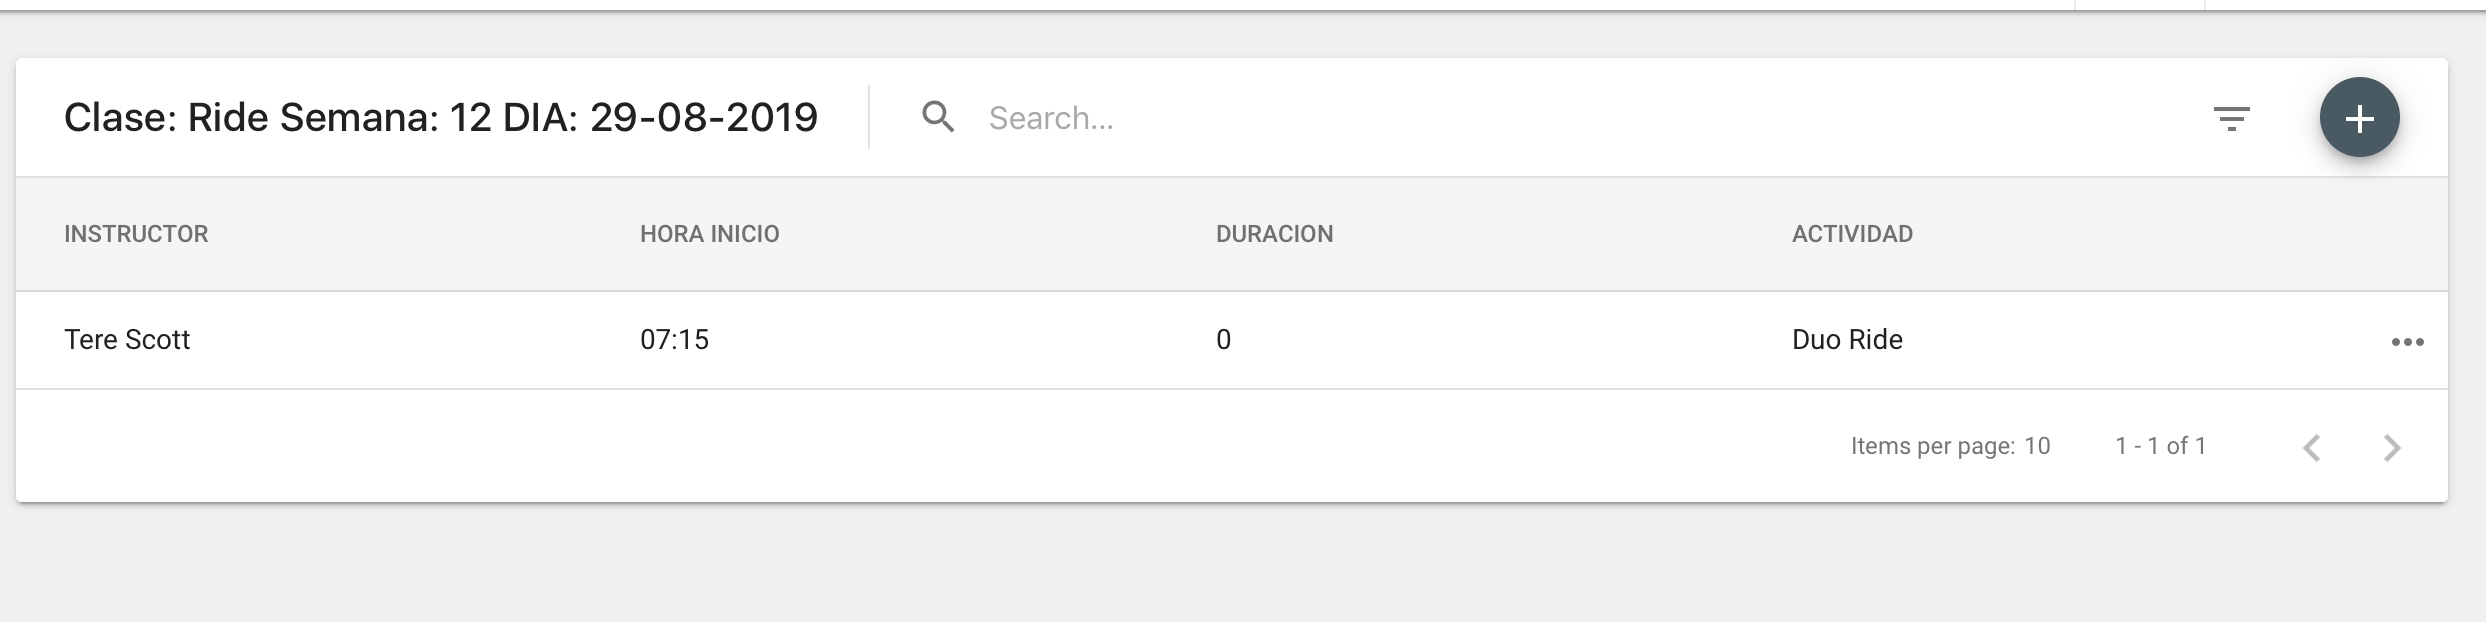 Clase: Ride Semana: 12 DIA: 29-08-2019 Search...
INSTRUCTOR HORA INICIO DURACION ACTIVIDAD
Tere Scott 07:15 0 Duo Ride
Items per page: 10 1 - 1 of 1